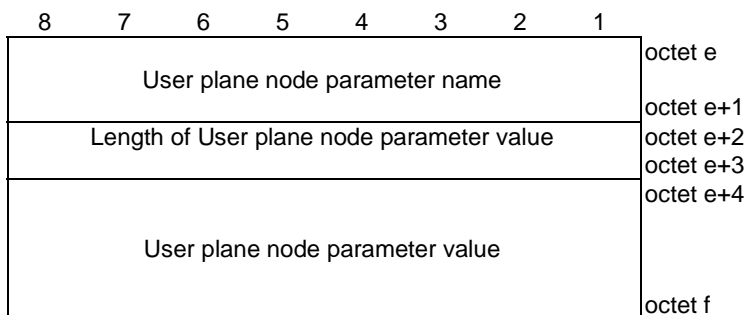 8 7 6 5 4 3 2 1
octet e
User plane node parameter name
octet e+1
Length of User plane node parameter value octet e+2
octet e+3
octet e+4
User plane node parameter value
octet f